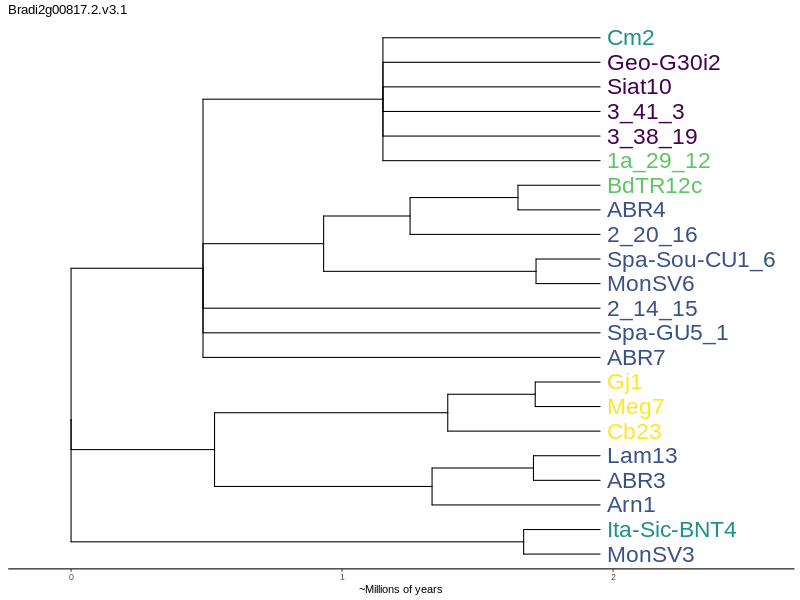 Bradi2g00817.2.v3.1
Cm2
Geo-G30i2
Siat10
3_41_3
3_38_19
1a_29_12
BdTR12c
ABR4
2_20_16
Spa-Sou-CU1_6
MonSV6
2_14_15
Spa-GU5_1
ABR7
Gj1
Meg7
Cb23
Lam13
ABR3
Arn1
Ita-Sic-BNT4
MonSV3
0 1 2
~Millions of years